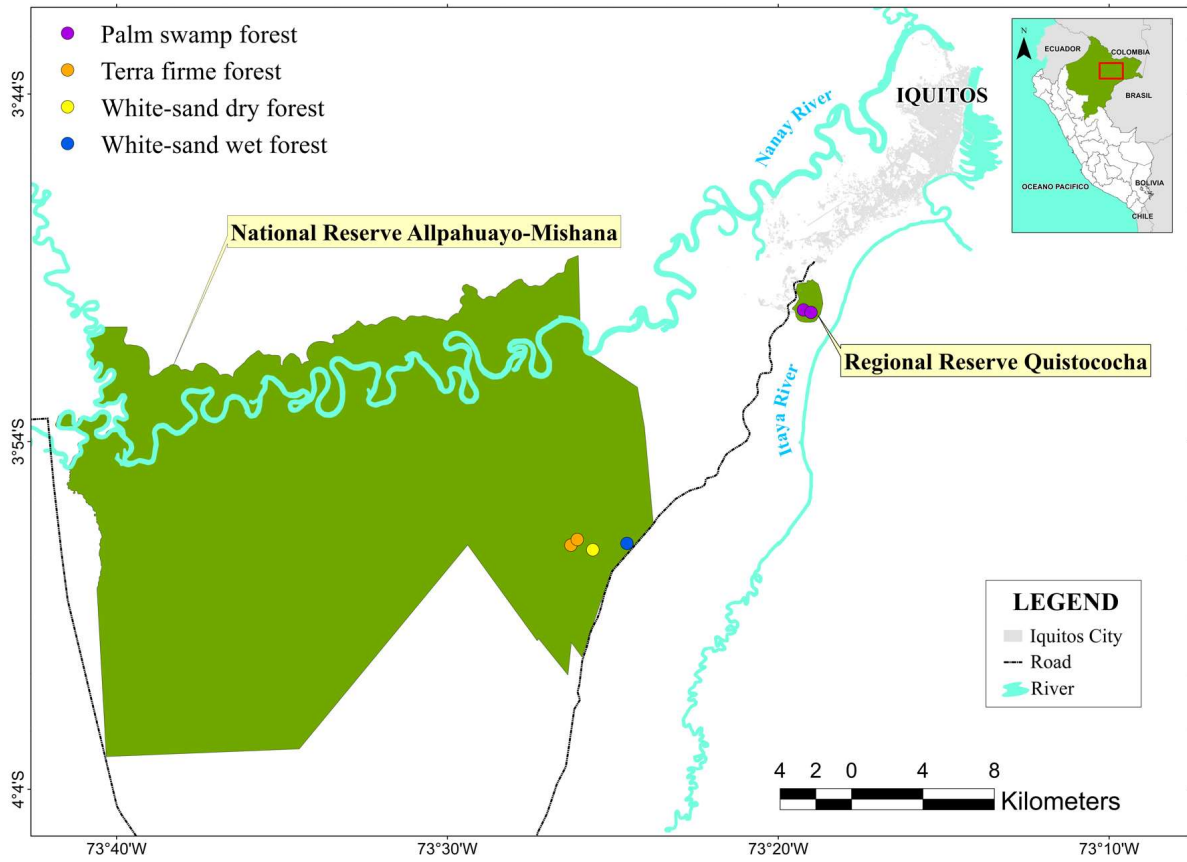 Palm swamp forest
Terra firme forest
White-sand dry forest
White-sand wet forest
IQUITOS
Nanay River
N
ECUADOR
COLOMBIA
BRASIL
OCEANO PACIFICO
BOLIVIA
CHILE
National Reserve Allpahuayo-Mishana
Regional Reserve Quistococha
Itaya River
LEGEND
Iquitos City
Road
River
4 2 0 4 8
Kilometers
3°44'S
3°54'S
4°4'S
73°40'W
73°30'W
73°20'W
73°10'W